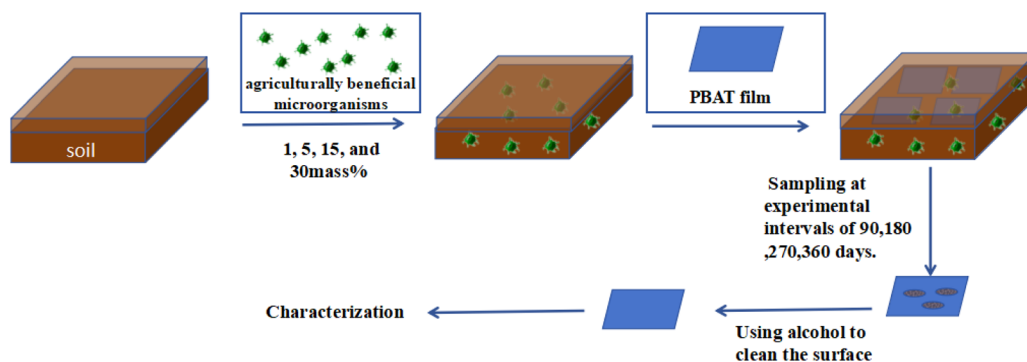 agriculturally beneficial
microorganisms
PBAT film
soil
1, 5, 15, and
30mass%
Sampling at
experimental
intervals of 90,180
,270,360 days.
Characterization
Using alcohol to
clean the surface